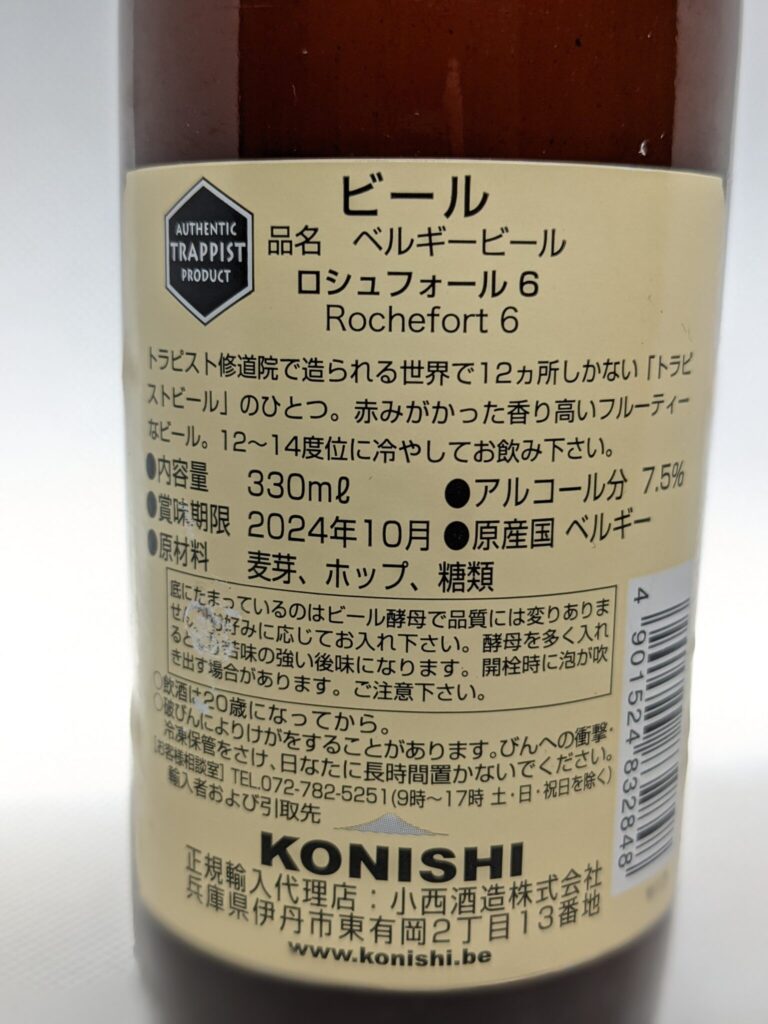 ビール
AUTHENTIC
TRAPPIST
PRODUCT
品名 ベルギービール
ロシュフォール 6
Rochefort 6
トラピスト修道院で造られる世界で12ヵ所しかない「トラピ
ストビール」のひとつ。赤みがかった香り高いフルーティー
なビール。12〜14度位に冷やしてお飲み下さい。
●内容量 330mℓ ●アルコール分 7.5%
●賞味期限 2024年10月 ●原産国 ベルギー
●原材料 麦芽、ホップ、糖類
底にたまっているのはビール酵母で品質には変りありま
せ 好みに応じてお入れ下さい。酵母を多く入れ
ると 苦味の強い後味になります。開栓時に泡が吹
き出す場合があります。ご注意下さい。
○飲酒は20歳になってから。
○破びんによりけがをすることがあります。びんへの衝撃・
冷凍保管をさけ、日なたに長時間置かないでください。
【お客様相談室】 TEL.072-782-5251(9時〜17時 土・日・祝日を除く)
輸入者および引取先
KONISHI
正規輸入代理店：小西酒造株式会社
兵庫県伊丹市東有岡2丁目13番地
www.konishi.be
4 901524 832848